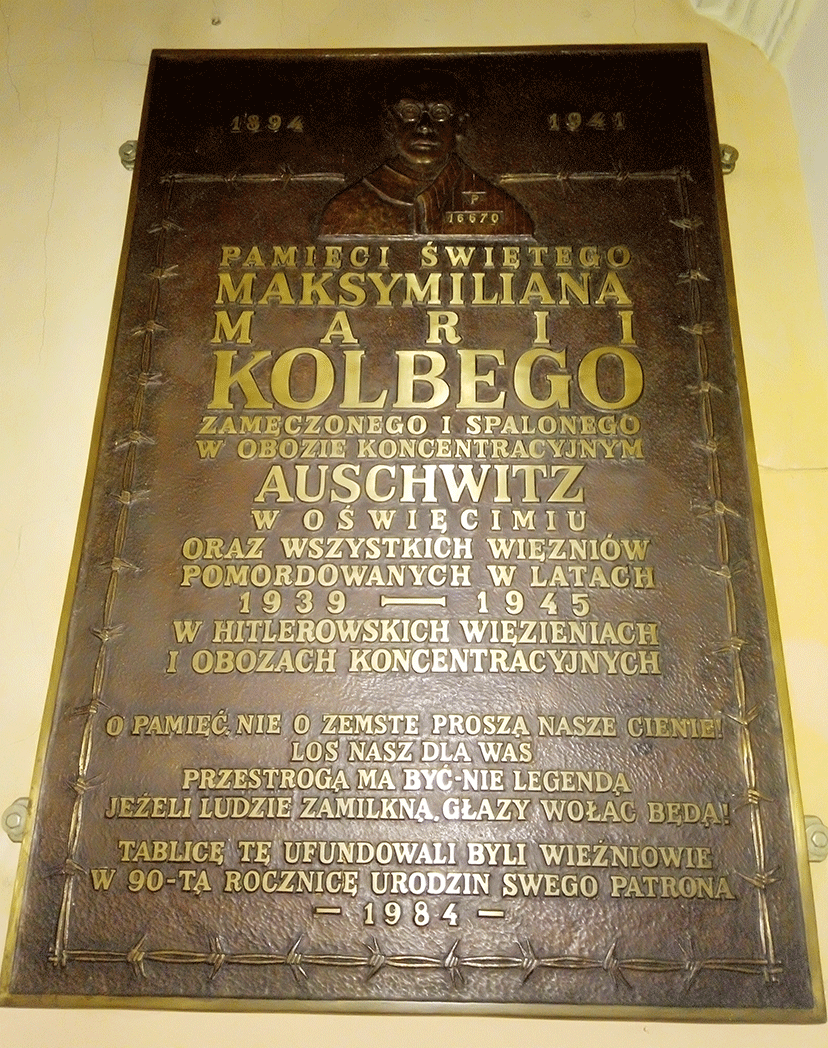 1894 1941
P
16670
PAMIĘCI ŚWIĘTEGO
MAKSYMILIANA
MARII
KOLBEGO
ZAMĘCZONEGO I SPALONEGO
W OBOZIE KONCENTRACYJNYM
AUSCHWITZ
W OŚWIĘCIMIU
ORAZ WSZYSTKICH WIĘŹNIÓW
POMORDOWANYCH W LATACH
1939 — 1945
W HITLEROWSKICH WIĘZIENIACH
I OBOZACH KONCENTRACYJNYCH
O PAMIĘĆ, NIE O ZEMSTĘ PROSZĄ NASZE CIENIE!
LOS NASZ DLA WAS
PRZESTROGĄ MA BYĆ-NIE LEGENDĄ
JEŻELI LUDZIE ZAMILKNĄ, GŁAZY WOŁAĆ BĘDĄ!
TABLICĘ TĘ UFUNDOWALI BYLI WIĘŹNIOWIE
W 90-TĄ ROCZNICĘ URODZIN SWEGO PATRONA
— 1984 —